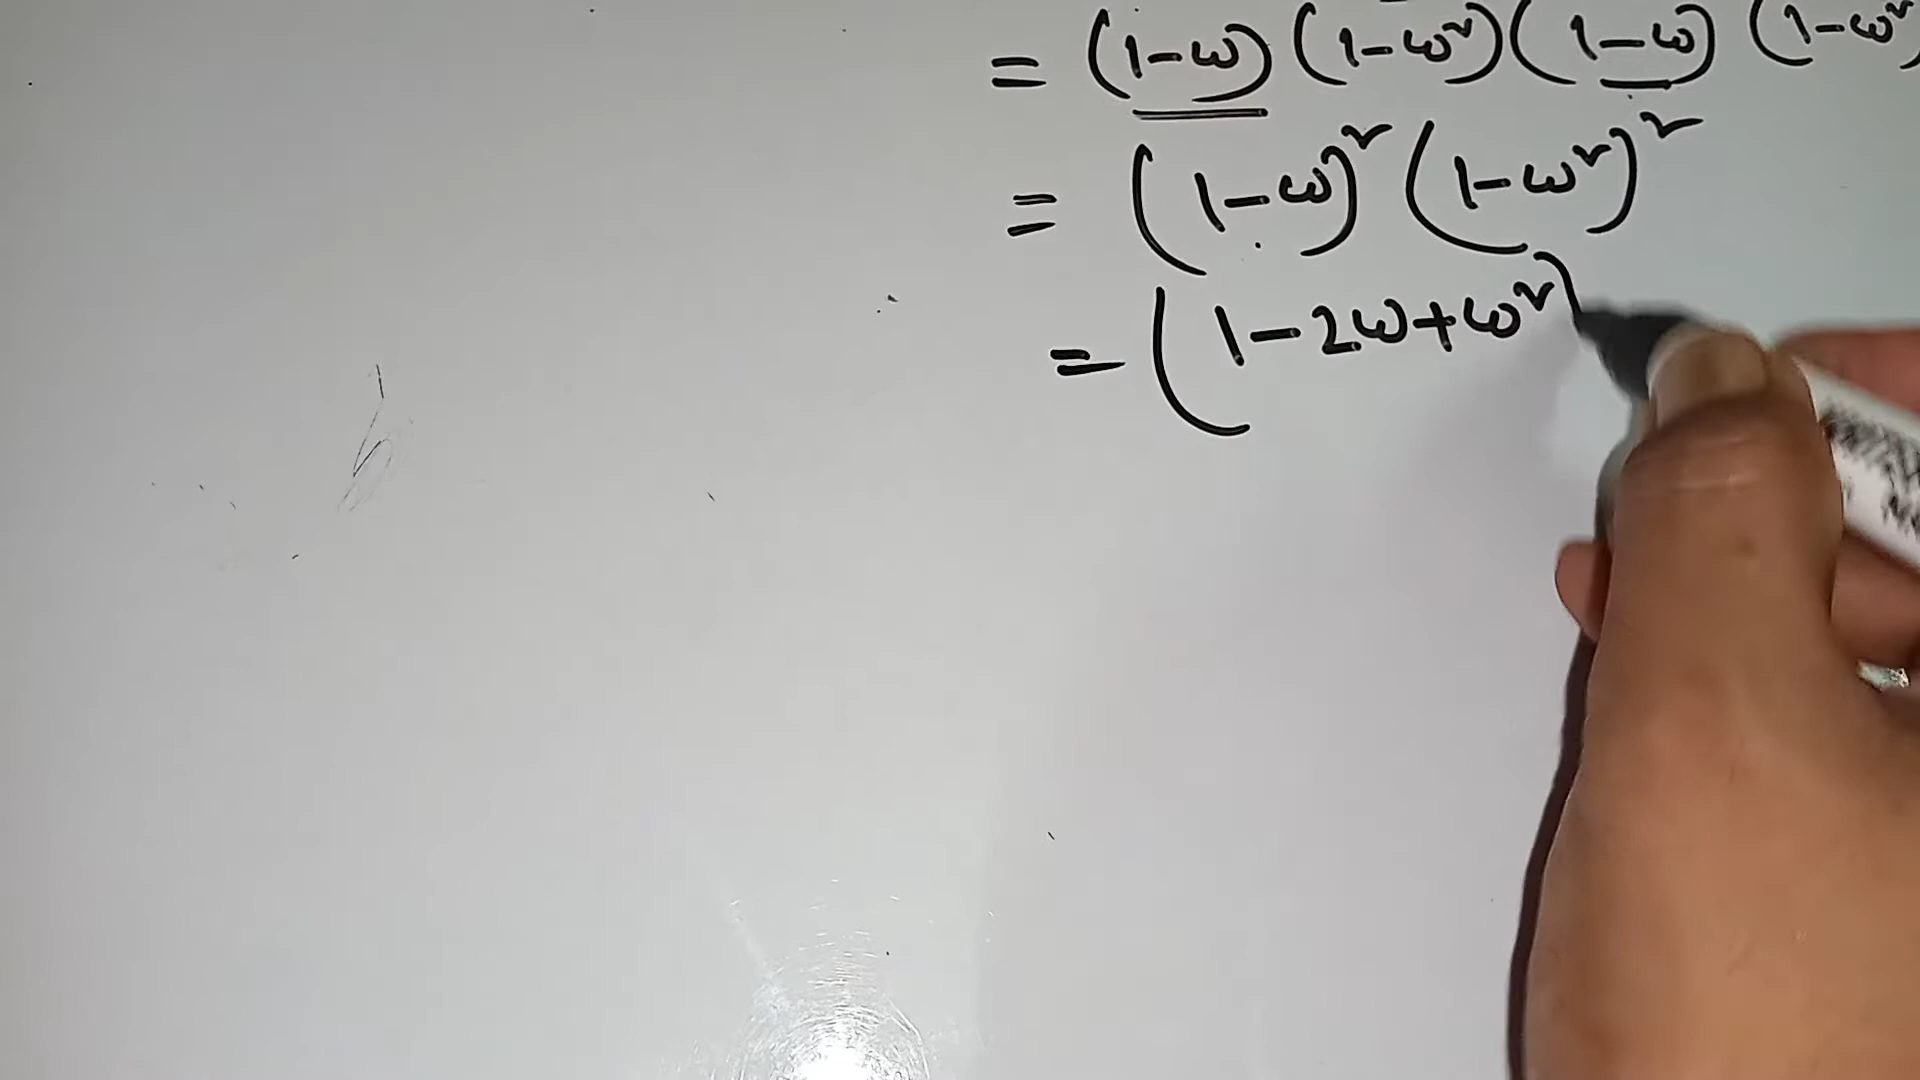 = (1-ω) (1-ω²) (1-ω) (1-ω²)
= (1-ω)² (1-ω²)²
= (1-2ω+ω²)